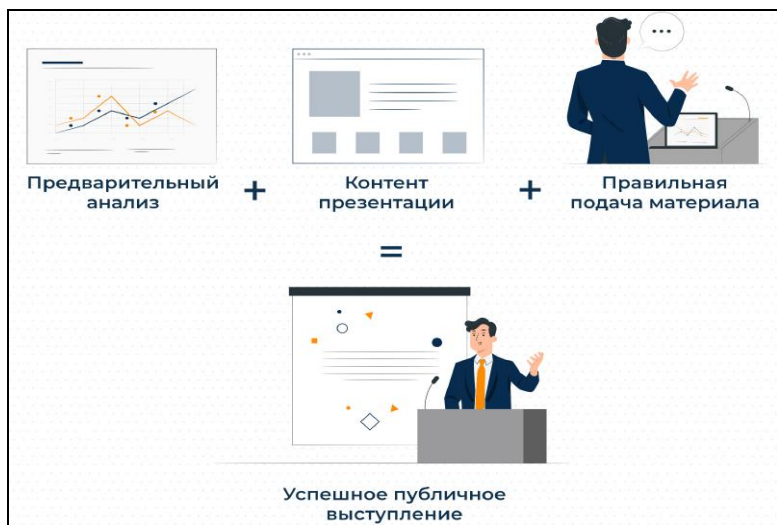 Предварительный
анализ
+
Контент
презентации
+
Правильная
подача материала
=
Успешное публичное
выступление